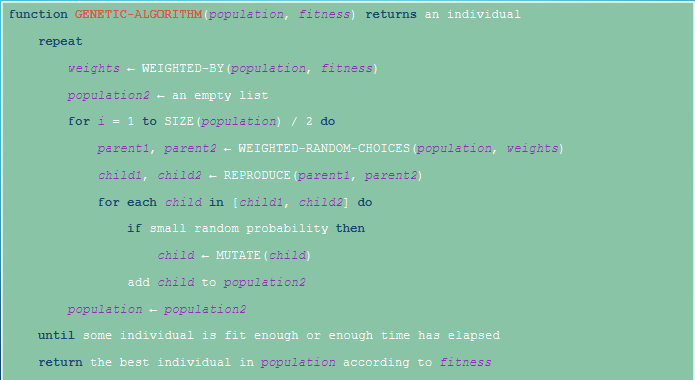 function GENETIC-ALGORITHM(population, fitness) returns an individual
repeat
weights ← WEIGHTED-BY(population, fitness)
population2 ← an empty list
for i = 1 to SIZE(population) / 2 do
parent1, parent2 ← WEIGHTED-RANDOM-CHOICES(population, weights)
child1, child2 ← REPRODUCE(parent1, parent2)
for each child in [child1, child2] do
if small random probability then
child ← MUTATE(child)
add child to population2
population ← population2
until some individual is fit enough or enough time has elapsed
return the best individual in population according to fitness